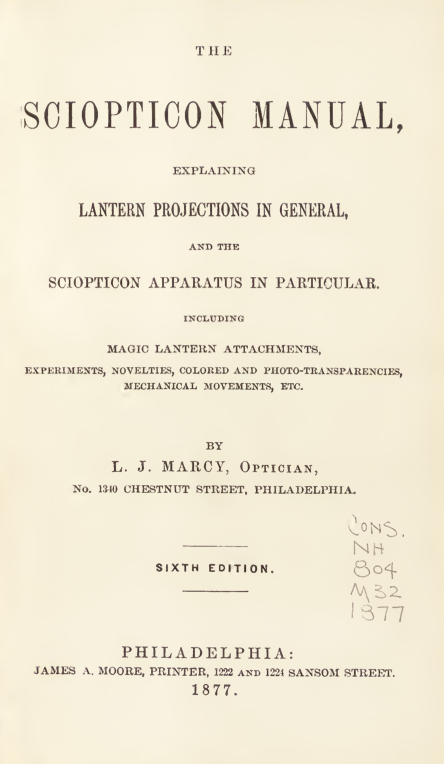 THE
SCIOPTICON MANUAL,
EXPLAINING
LANTERN PROJECTIONS IN GENERAL,
AND THE
SCIOPTICON APPARATUS IN PARTICULAR.
INCLUDING
MAGIC LANTERN ATTACHMENTS,
EXPERIMENTS, NOVELTIES, COLORED AND PHOTO-TRANSPARENCIES,
MECHANICAL MOVEMENTS, ETC.
BY
L. J. MARCY, OPTICIAN,
No. 1340 CHESTNUT STREET, PHILADELPHIA.
CONS.
NH
804
M32
1877
SIXTH EDITION.
PHILADELPHIA:
JAMES A. MOORE, PRINTER, 1222 AND 1224 SANSOM STREET.
1877.